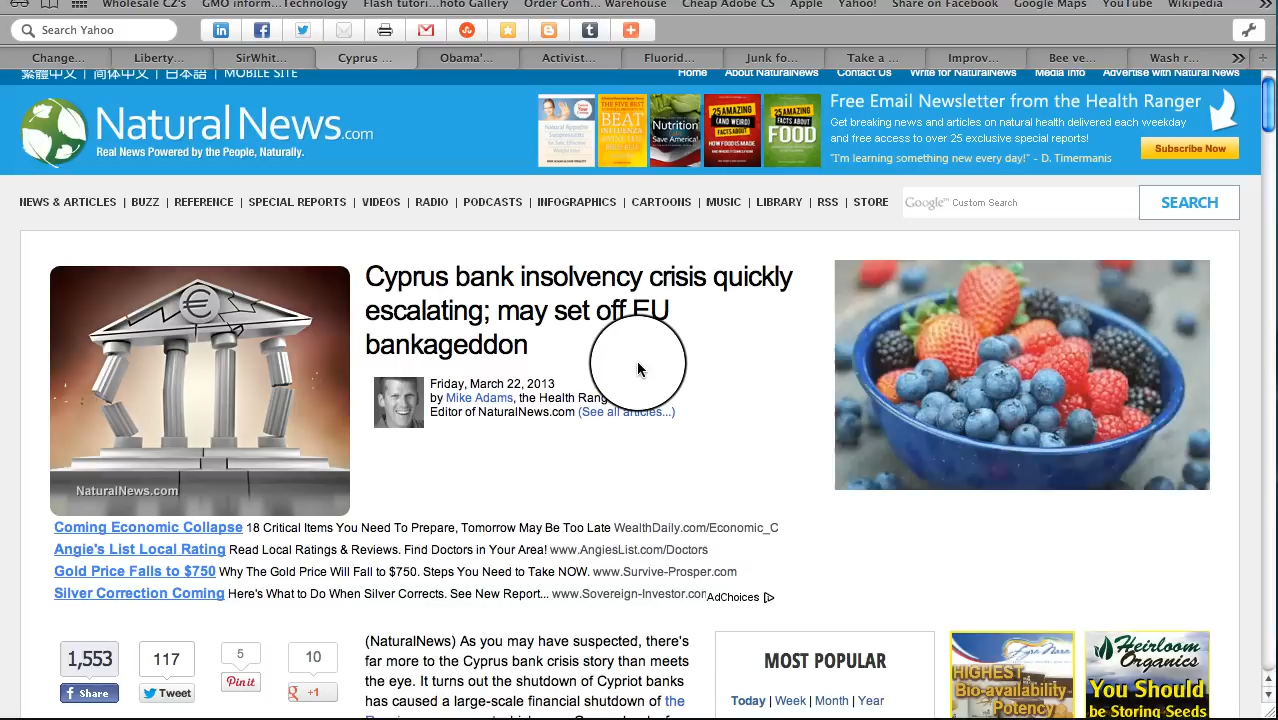 Wholesale CZ's GMO inform...Technology Flash tutori...hoto Gallery Order Confi... Warehouse Cheap Adobe CS Apple Yahoo! Share on Facebook Google Maps YouTube Wikipedia
Search Yahoo
Change... Liberty... SirWhit... Cyprus ... Obama'... Activist... Fluorid... Junk fo... Take a ... Improv... Bee ve... Wash r...
繁體中文 | 简体中文 | 日本語 | MOBILE SITE
Home About NaturalNews Contact Us Write for NaturalNews Media Info Advertise with Natural News
NaturalNews.com
Real News Powered by the People, Naturally.
BEAT INFLUENZA
Nutrition Save America!
25 AMAZING (AND WEIRD) FACTS ABOUT HOW FOOD IS MADE
25 AMAZING FACTS ABOUT FOOD
Free Email Newsletter from the Health Ranger
Get breaking news and articles on natural health delivered each weekday
and free access to over 25 exclusive special reports!
"I'm learning something new every day!" - D. Timermanis
Subscribe Now
NEWS & ARTICLES | BUZZ | REFERENCE | SPECIAL REPORTS | VIDEOS | RADIO | PODCASTS | INFOGRAPHICS | CARTOONS | MUSIC | LIBRARY | RSS | STORE
Google™ Custom Search
SEARCH
Cyprus bank insolvency crisis quickly
escalating; may set off EU
bankageddon
Friday, March 22, 2013
by Mike Adams, the Health Rang
Editor of NaturalNews.com (See all articles...)
NaturalNews.com
Coming Economic Collapse 18 Critical Items You Need To Prepare, Tomorrow May Be Too Late WealthDaily.com/Economic_C
Angie's List Local Rating Read Local Ratings & Reviews. Find Doctors in Your Area! www.AngiesList.com/Doctors
Gold Price Falls to $750 Why The Gold Price Will Fall to $750. Steps You Need to Take NOW. www.Survive-Prosper.com
Silver Correction Coming Here's What to Do When Silver Corrects. See New Report... www.Sovereign-Investor.con
AdChoices
1,553
Share
117
Tweet
5
Pin it
10
+1
(NaturalNews) As you may have suspected, there's
far more to the Cyprus bank crisis story than meets
the eye. It turns out the shutdown of Cypriot banks
has caused a large-scale financial shutdown of the
MOST POPULAR
Today | Week | Month | Year
HIGHEST
Bio-availability
Potency
Heirloom
Organics
You Should
be Storing Seeds